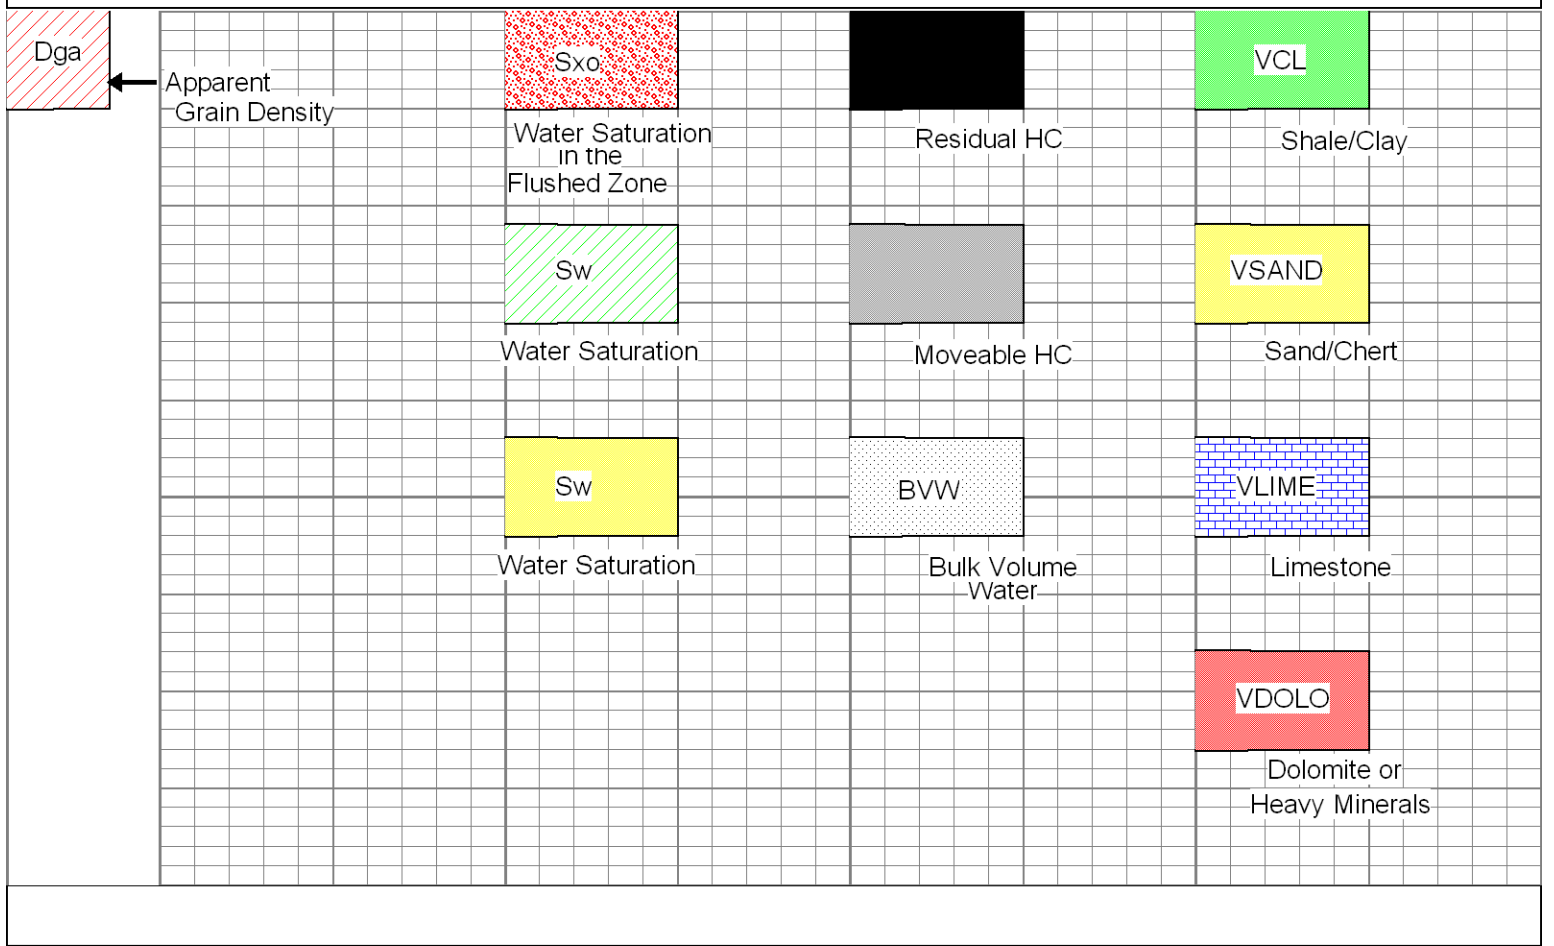 Dga
Apparent
Grain Density
Sxo
Water Saturation
in the
Flushed Zone
Residual HC
VCL
Shale/Clay
Sw
Water Saturation
Moveable HC
VSAND
Sand/Chert
Sw
Water Saturation
BVW
Bulk Volume
Water
VLIME
Limestone
VDOLO
Dolomite or
Heavy Minerals